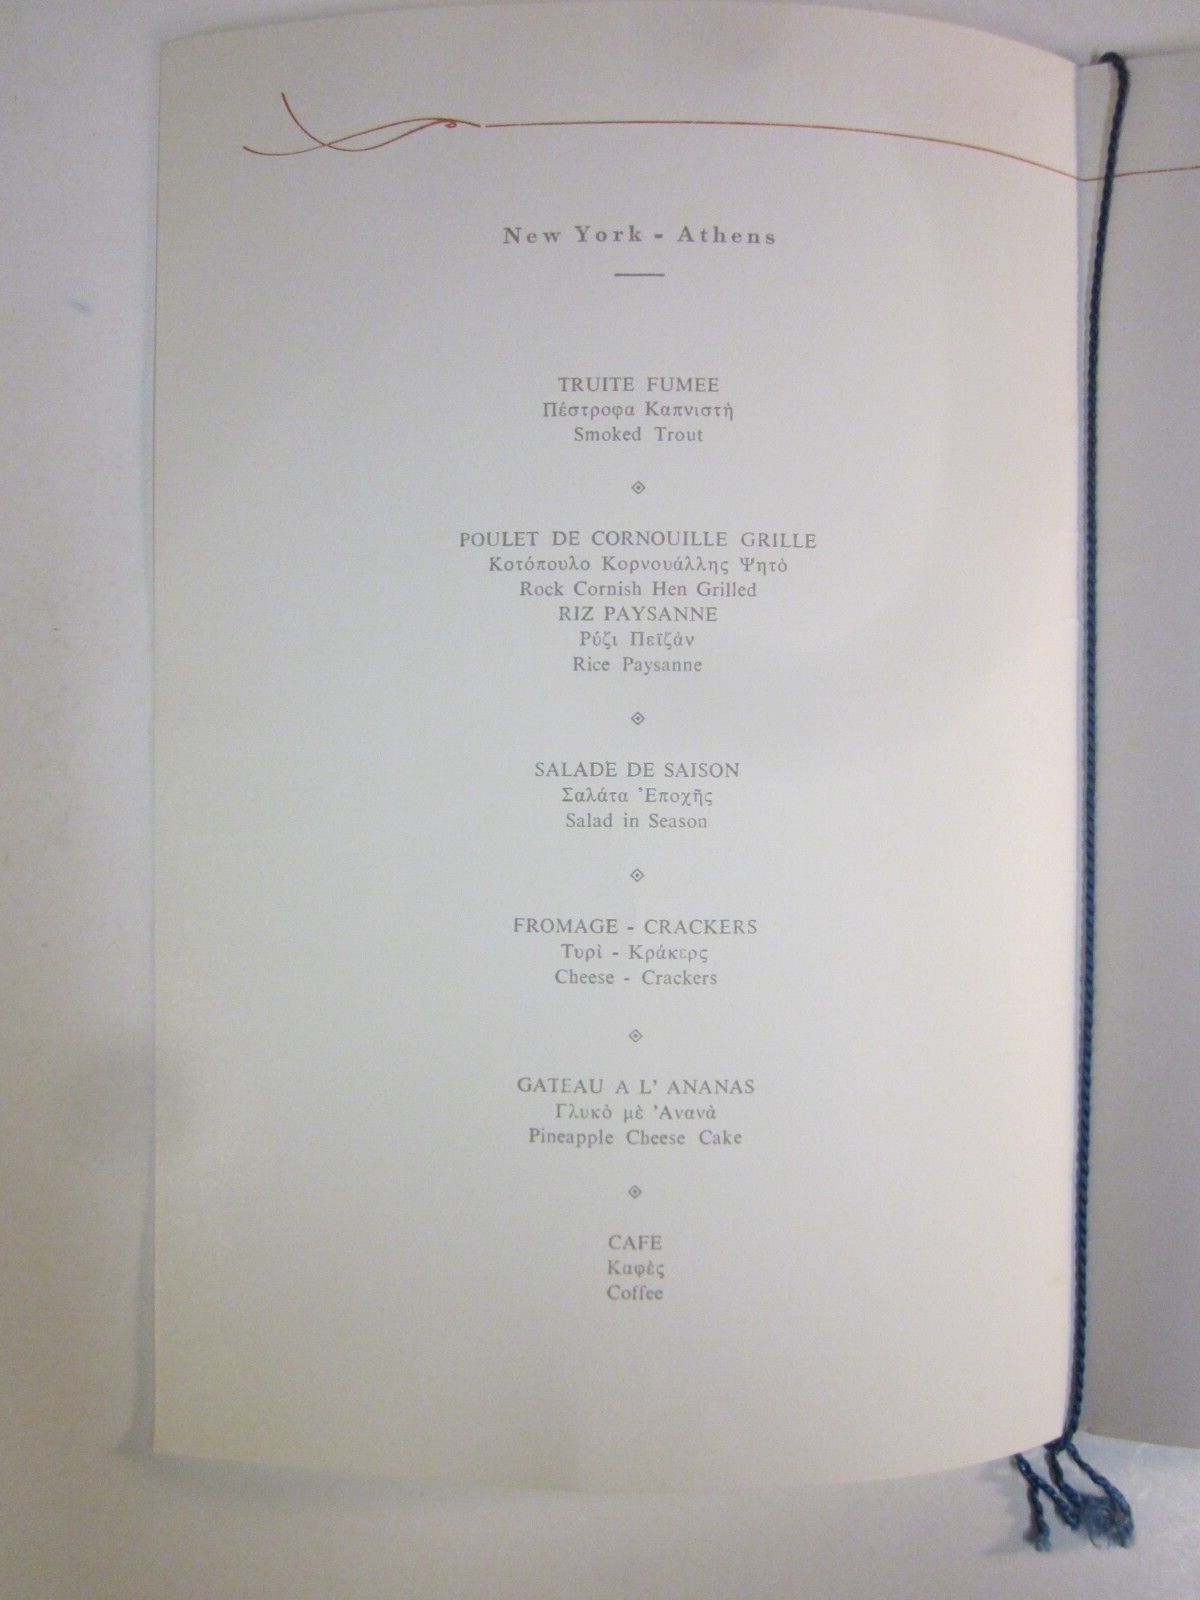 New York - Athens
TRUITE FUMEE
Πέστροφα Καπνιστὴ
Smoked Trout
POULET DE CORNOUILLE GRILLE
Κοτόπουλο Κορνουάλλης Ψητὸ
Rock Cornish Hen Grilled
RIZ PAYSANNE
Ρύζι Πεϊζὰν
Rice Paysanne
SALADE DE SAISON
Σαλάτα Ἐποχῆς
Salad in Season
FROMAGE - CRACKERS
Τυρὶ - Κράκερς
Cheese - Crackers
GATEAU A L' ANANAS
Γλυκὸ μὲ Ἀνανὰ
Pineapple Cheese Cake
CAFE
Καφὲς
Coffee